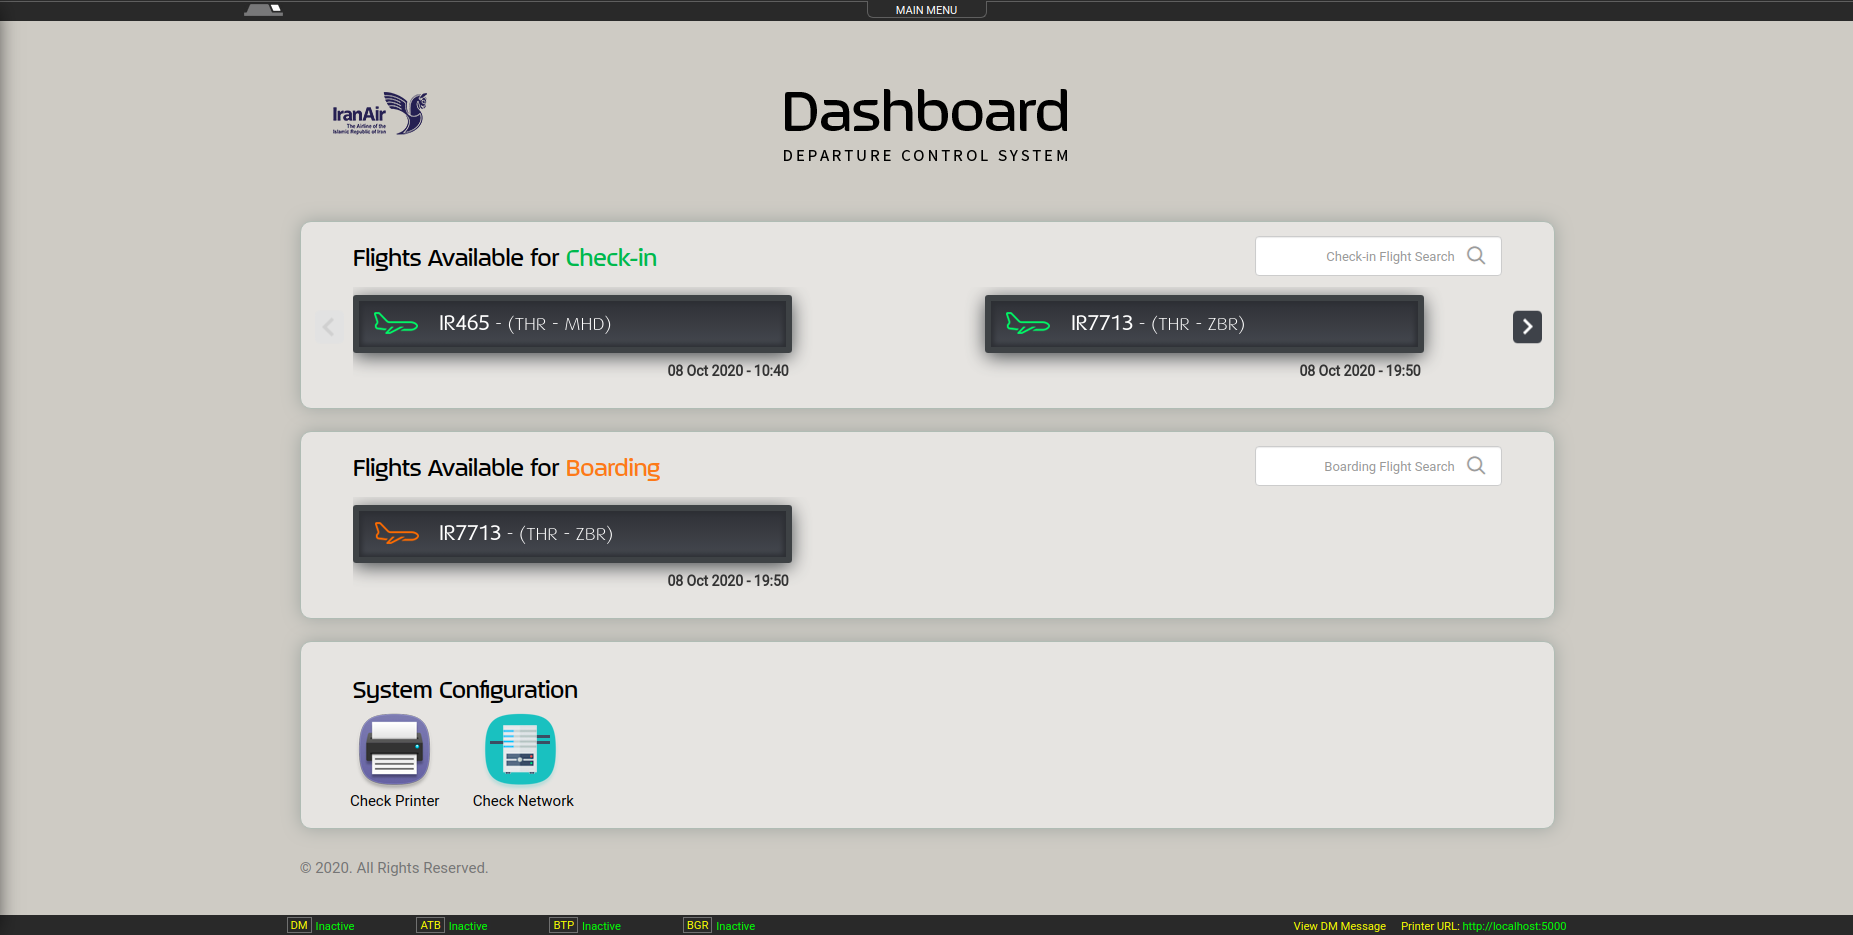 MAIN MENU
IranAir
The Airline of the
Islamic Republic of Iran
Dashboard
DEPARTURE CONTROL SYSTEM
Flights Available for Check-in
Check-in Flight Search
IR465 - (THR - MHD)
08 Oct 2020 - 10:40
IR7713 - (THR - ZBR)
08 Oct 2020 - 19:50
Flights Available for Boarding
Boarding Flight Search
IR7713 - (THR - ZBR)
08 Oct 2020 - 19:50
System Configuration
Check Printer
Check Network
© 2020. All Rights Reserved.
DM Inactive ATB Inactive BTP Inactive BGR Inactive View DM Message Printer URL: http://localhost:5000